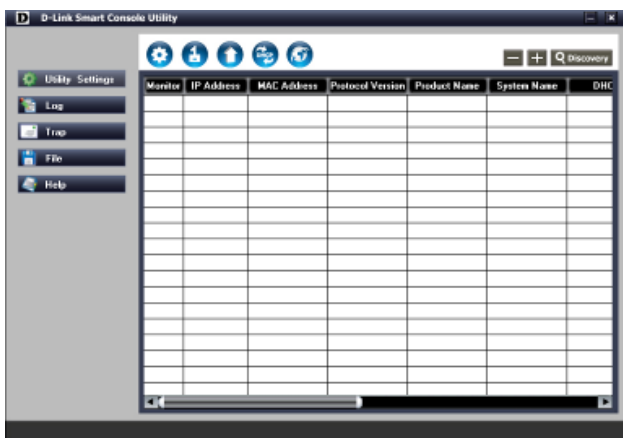 D D-Link Smart Console Utility
Discovery
Utility Settings
Log
Trap
File
Help
Monitor IP Address MAC Address Protocol Version Product Name System Name DHC